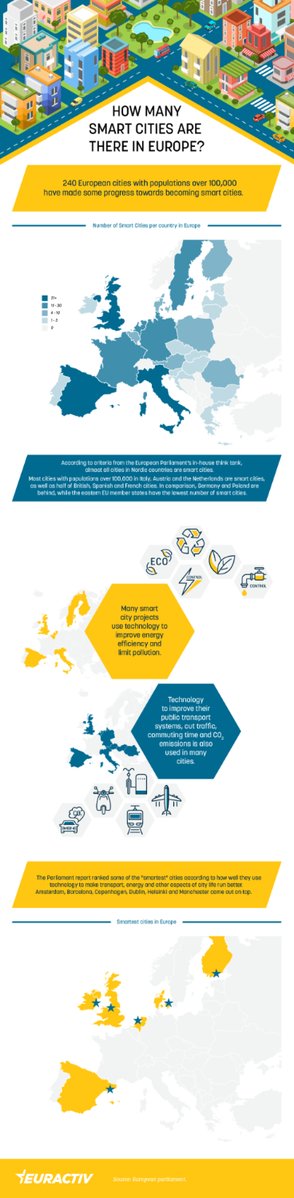 HOW MANY
SMART CITIES ARE
THERE IN EUROPE?
240 European cities with populations over 100,000
have made some progress towards becoming smart cities.
Number of Smart Cities per country in Europe
31+
11 - 30
6 - 10
1 - 5
0
According to criteria from the European Parliament's in-house think tank,
almost all cities in Nordic countries are smart cities.
Most cities with populations over 100,000 in Italy, Austria and the Netherlands are smart cities,
as well as half of British, Spanish and French cities. In comparison, Germany and Poland are
behind, while the eastern EU member states have the lowest number of smart cities.
ECO
CONTROL
CONTROL
Many smart
city projects
use technology to
improve energy
efficiency and
limit pollution.
Technology
to improve their
public transport
systems, cut traffic,
commuting time and CO2
emissions is also
used in many
cities.
The Parliament report ranked some of the "smartest" cities according to how well they use
technology to make transport, energy and other aspects of city life run better.
Amsterdam, Barcelona, Copenhagen, Dublin, Helsinki and Manchester came out on top.
Smartest cities in Europe
EURACTIV
Source: European parliament.